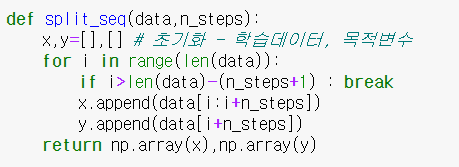 def split_seq(data,n_steps):
    x,y=[],[] # 초기화 - 학습데이터, 목적변수
    for i in range(len(data)):
        if i>len(data)-(n_steps+1) : break
        x.append(data[i:i+n_steps])
        y.append(data[i+n_steps])
    return np.array(x),np.array(y)